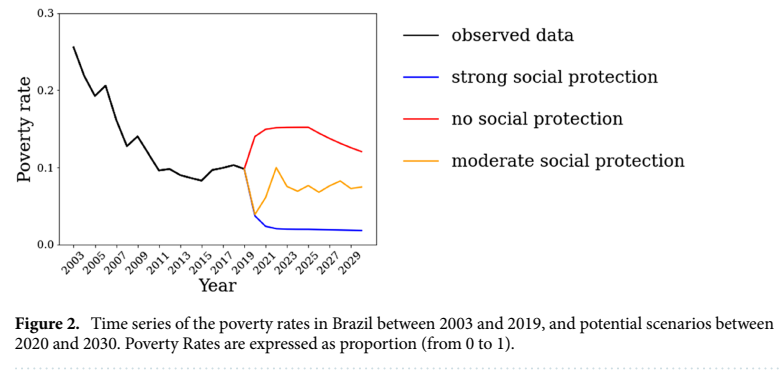 0.3
0.2
0.1
0.0
Poverty rate
2003 2005 2007 2009 2011 2013 2015 2017 2019 2021 2023 2025 2027 2029
Year
observed data
strong social protection
no social protection
moderate social protection
Figure 2. Time series of the poverty rates in Brazil between 2003 and 2019, and potential scenarios between
2020 and 2030. Poverty Rates are expressed as proportion (from 0 to 1).